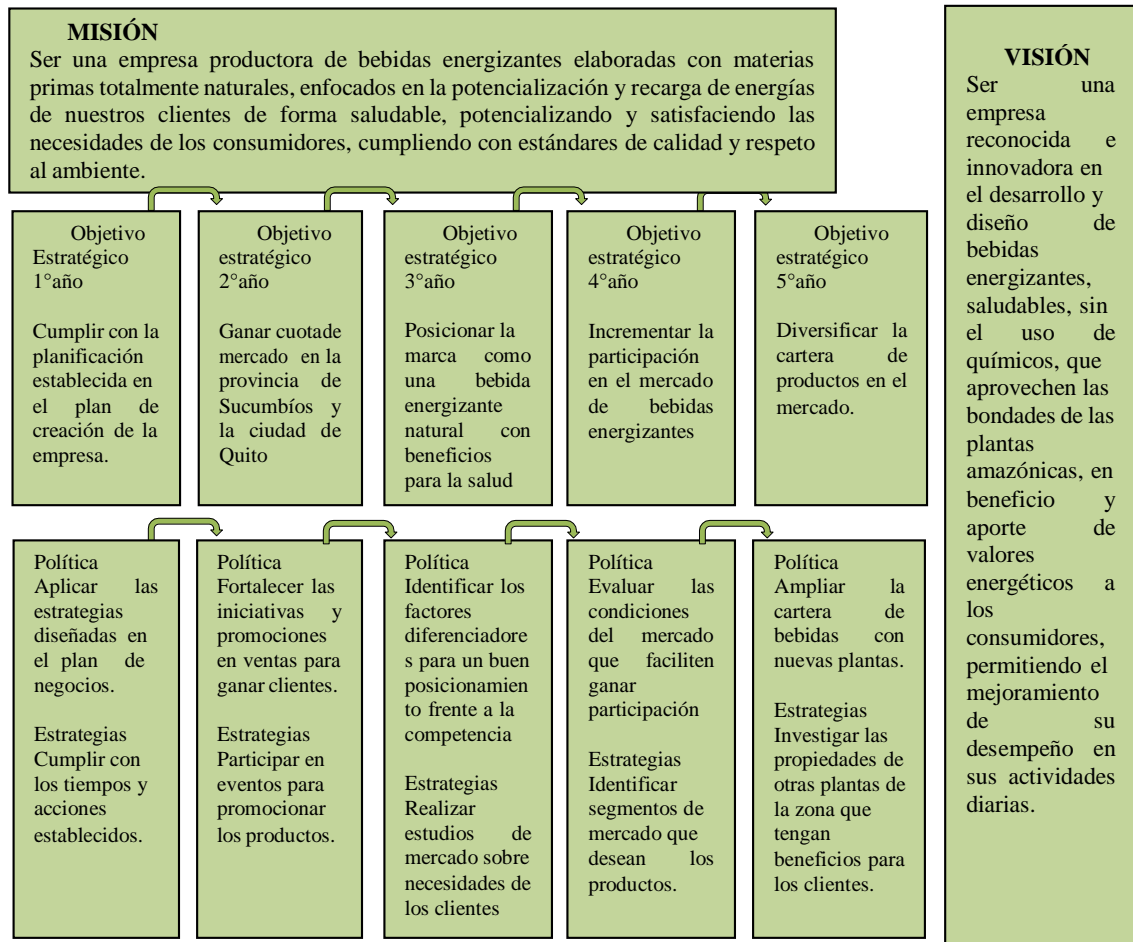 MISIÓN
Ser una empresa productora de bebidas energizantes elaboradas con materias
primas totalmente naturales, enfocados en la potencialización y recarga de energías
de nuestros clientes de forma saludable, potencializando y satisfaciendo las
necesidades de los consumidores, cumpliendo con estándares de calidad y respeto
al ambiente.
Objetivo
Estratégico
1°año
Cumplir con la
planificación
establecida en
el plan de
creación de la
empresa.
Objetivo
estratégico
2°año
Ganar cuotade
mercado en la
provincia de
Sucumbíos y
la ciudad de
Quito
Objetivo
estratégico
3°año
Posicionar la
marca como
una bebida
energizante
natural con
beneficios
para la salud
Objetivo
estratégico
4°año
Incrementar la
participación
en el mercado
de bebidas
energizantes
Objetivo
estratégico
5°año
Diversificar la
cartera de
productos en el
mercado.
Política
Aplicar las
estrategias
diseñadas en
el plan de
negocios.
Estrategias
Cumplir con
los tiempos y
acciones
establecidos.
Política
Fortalecer las
iniciativas y
promociones
en ventas para
ganar clientes.
Estrategias
Participar en
eventos para
promocionar
los productos.
Política
Identificar los
factores
diferenciadore
s para un buen
posicionamien
to frente a la
competencia
Estrategias
Realizar
estudios de
mercado sobre
necesidades de
los clientes
Política
Evaluar las
condiciones
del mercado
que faciliten
ganar
participación
Estrategias
Identificar
segmentos de
mercado que
desean los
productos.
Política
Ampliar la
cartera de
bebidas con
nuevas plantas.
Estrategias
Investigar las
propiedades de
otras plantas de
la zona que
tengan
beneficios para
los clientes.
VISIÓN
Ser una
empresa
reconocida e
innovadora en
el desarrollo y
diseño de
bebidas
energizantes,
saludables, sin
el uso de
químicos, que
aprovechen las
bondades de las
plantas
amazónicas, en
beneficio y
aporte de
valores
energéticos a
los
consumidores,
permitiendo el
mejoramiento
de su
desempeño en
sus actividades
diarias.